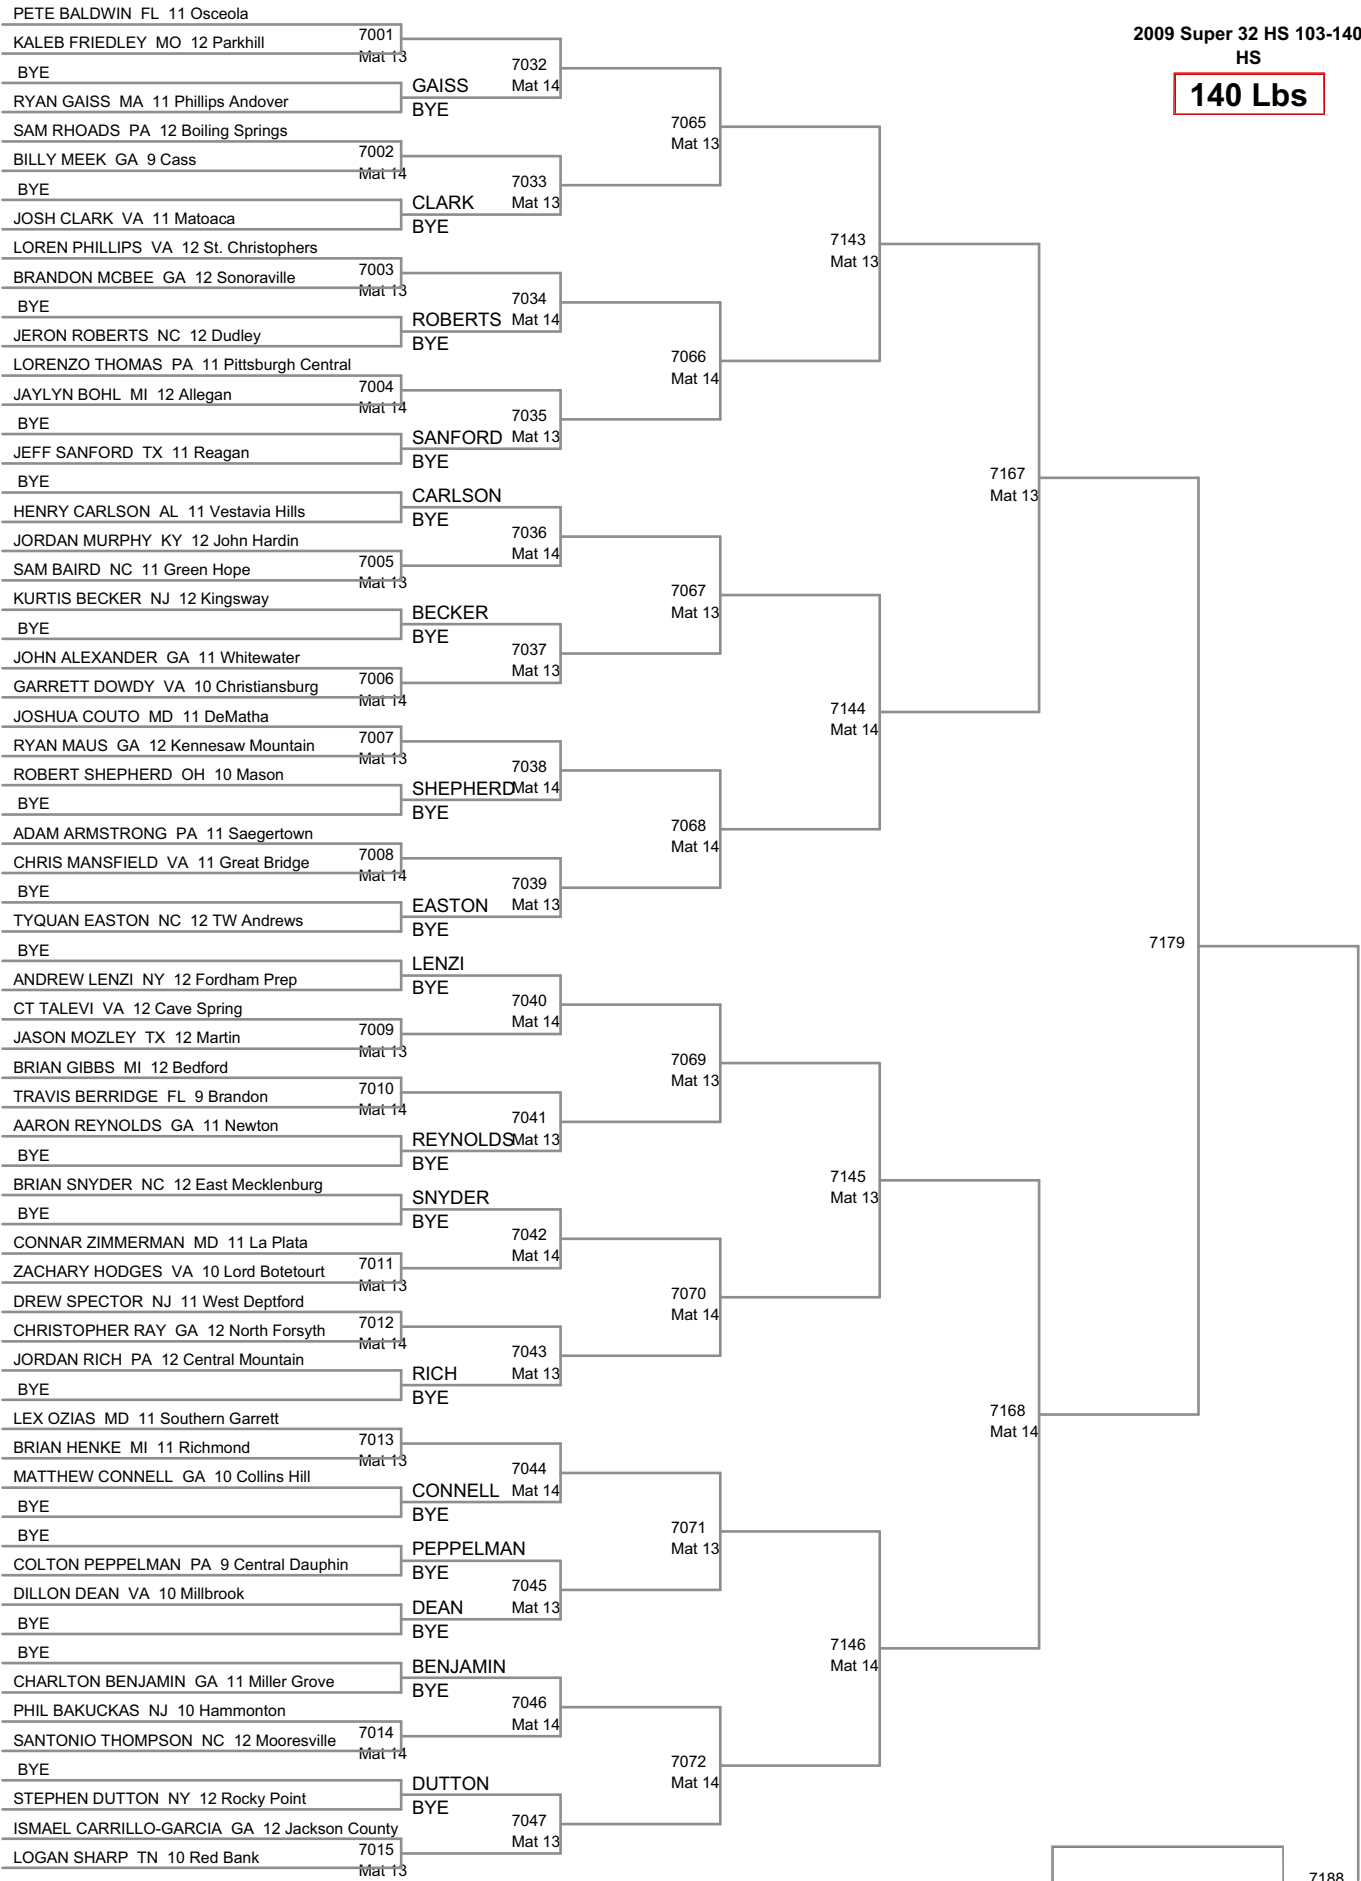 PETE BALDWIN FL 11 Osceola
2009 Super 32 HS 103-140
HS
140 Lbs
KALEB FRIEDLEY MO 12 Parkhill
7001
Mat 13
BYE
7032
Mat 14
GAISS
RYAN GAISS MA 11 Phillips Andover
BYE
7065
Mat 13
SAM RHOADS PA 12 Boiling Springs
BILLY MEEK GA 9 Cass
7002
Mat 14
BYE
7033
Mat 13
CLARK
JOSH CLARK VA 11 Matoaca
BYE
7143
Mat 13
LOREN PHILLIPS VA 12 St. Christophers
BRANDON MCBEE GA 12 Sonoraville
7003
Mat 13
BYE
7034
Mat 14
ROBERTS
JERON ROBERTS NC 12 Dudley
BYE
7066
Mat 14
LORENZO THOMAS PA 11 Pittsburgh Central
JAYLYN BOHL MI 12 Allegan
7004
Mat 14
BYE
7035
Mat 13
SANFORD
JEFF SANFORD TX 11 Reagan
BYE
7167
Mat 13
BYE
CARLSON
HENRY CARLSON AL 11 Vestavia Hills
BYE
7036
Mat 14
JORDAN MURPHY KY 12 John Hardin
SAM BAIRD NC 11 Green Hope
7005
Mat 13
7067
Mat 13
KURTIS BECKER NJ 12 Kingsway
BECKER
BYE
BYE
7037
Mat 13
JOHN ALEXANDER GA 11 Whitewater
GARRETT DOWDY VA 10 Christiansburg
7006
Mat 14
7144
Mat 14
JOSHUA COUTO MD 11 DeMatha
RYAN MAUS GA 12 Kennesaw Mountain
7007
Mat 13
ROBERT SHEPHERD OH 10 Mason
7038
Mat 14
SHEPHERD
BYE
BYE
7068
Mat 14
ADAM ARMSTRONG PA 11 Saegertown
CHRIS MANSFIELD VA 11 Great Bridge
7008
Mat 14
BYE
7039
Mat 13
EASTON
TYQUAN EASTON NC 12 TW Andrews
BYE
7179
BYE
LENZI
ANDREW LENZI NY 12 Fordham Prep
BYE
7040
Mat 14
CT TALEVI VA 12 Cave Spring
JASON MOZLEY TX 12 Martin
7009
Mat 13
7069
Mat 13
BRIAN GIBBS MI 12 Bedford
TRAVIS BERRIDGE FL 9 Brandon
7010
Mat 14
AARON REYNOLDS GA 11 Newton
7041
Mat 13
REYNOLDS
BYE
BYE
7145
Mat 13
BRIAN SNYDER NC 12 East Mecklenburg
SNYDER
BYE
BYE
7042
Mat 14
CONNAR ZIMMERMAN MD 11 La Plata
ZACHARY HODGES VA 10 Lord Botetourt
7011
Mat 13
7070
Mat 14
DREW SPECTOR NJ 11 West Deptford
CHRISTOPHER RAY GA 12 North Forsyth
7012
Mat 14
JORDAN RICH PA 12 Central Mountain
7043
Mat 13
RICH
BYE
BYE
7168
Mat 14
LEX OZIAS MD 11 Southern Garrett
BRIAN HENKE MI 11 Richmond
7013
Mat 13
MATTHEW CONNELL GA 10 Collins Hill
7044
Mat 14
CONNELL
BYE
BYE
7071
Mat 13
BYE
PEPPELMAN
COLTON PEPPELMAN PA 9 Central Dauphin
BYE
7045
Mat 13
DILLON DEAN VA 10 Millbrook
DEAN
BYE
BYE
7146
Mat 14
BYE
BENJAMIN
CHARLTON BENJAMIN GA 11 Miller Grove
BYE
7046
Mat 14
PHIL BAKUCKAS NJ 10 Hammonton
SANTONIO THOMPSON NC 12 Mooresville
7014
Mat 14
7072
Mat 14
BYE
DUTTON
STEPHEN DUTTON NY 12 Rocky Point
BYE
7047
Mat 13
ISMAEL CARRILLO-GARCIA GA 12 Jackson County
LOGAN SHARP TN 10 Red Bank
7015
Mat 13
7188